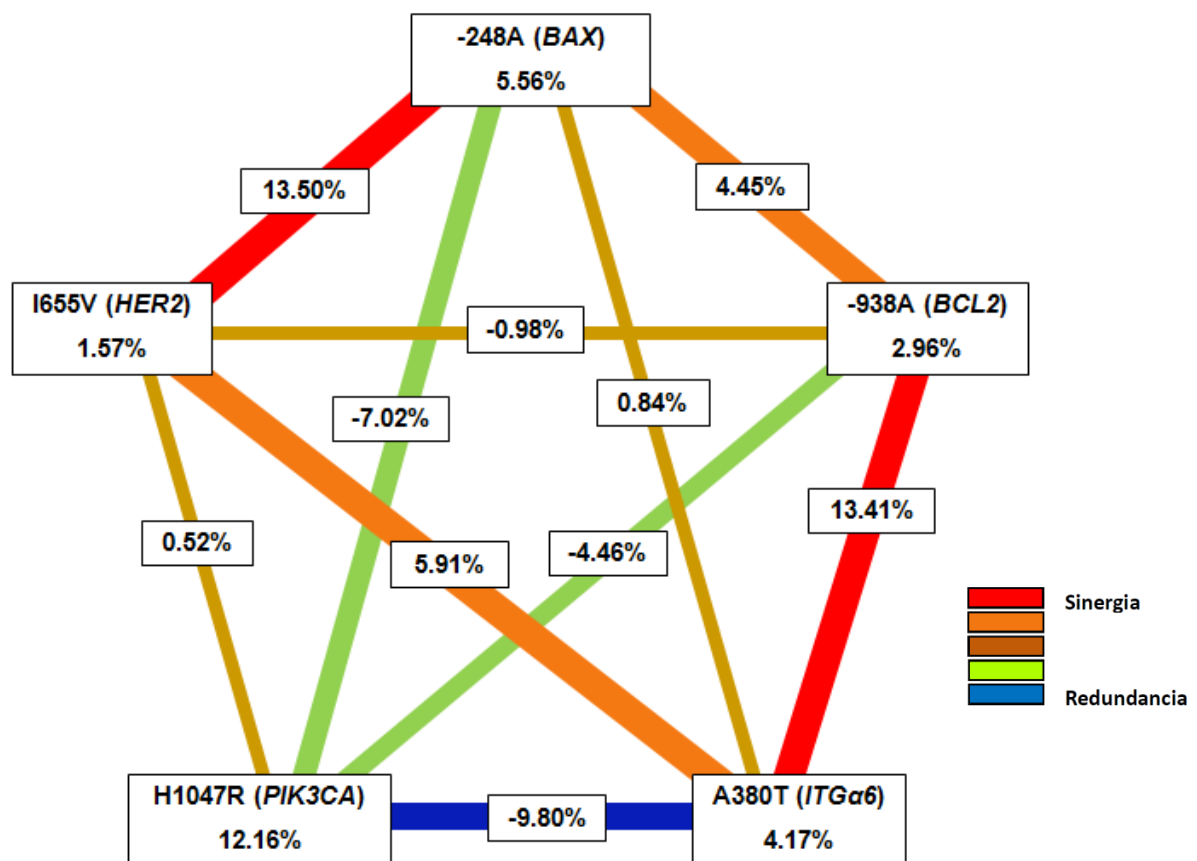 -248A (BAX)
5.56%
13.50%
4.45%
I655V (HER2)
1.57%
-0.98%
-938A (BCL2)
2.96%
-7.02%
0.84%
13.41%
0.52%
5.91%
-4.46%
Sinergia
Redundancia
H1047R (PIK3CA)
12.16%
-9.80%
A380T (ITGα6)
4.17%